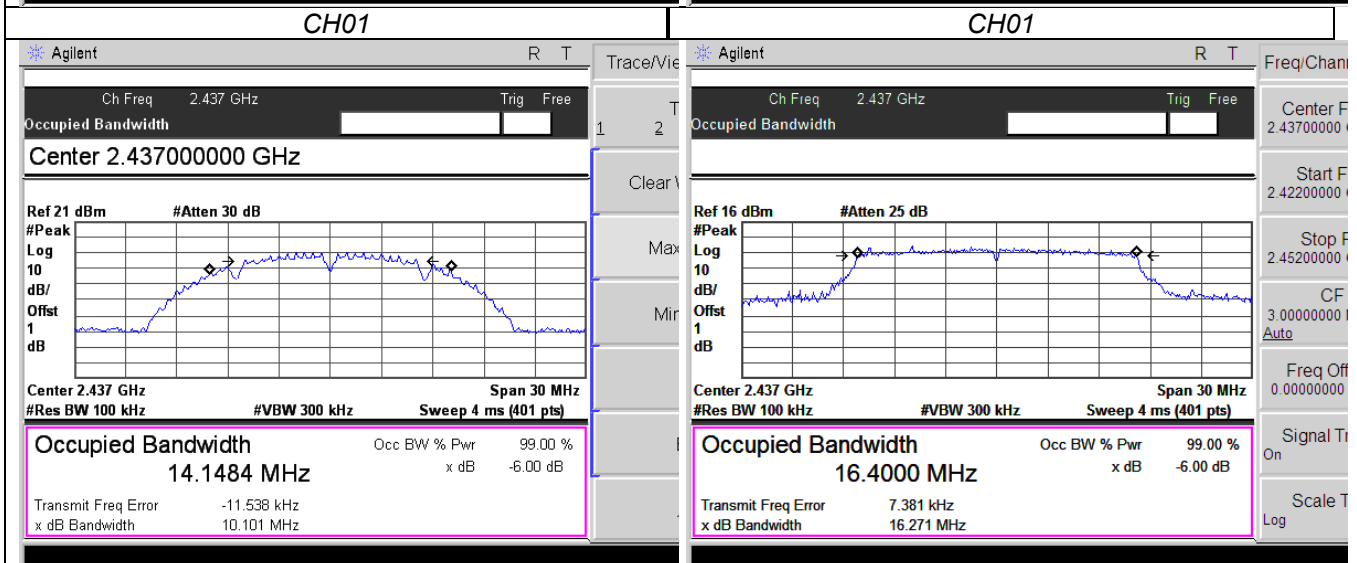 CH01
CH01
Agilent
R T
Trace/Vie
Ch Freq 2.437 GHz
Trig Free
Occupied Bandwidth
T
1 2
Center 2.437000000 GHz
Clear
Ref 21 dBm #Atten 30 dB
#Peak
Log
10
dB/
Offst
1
dB
Max
Min
Center 2.437 GHz
Span 30 MHz
#Res BW 100 kHz #VBW 300 kHz Sweep 4 ms (401 pts)
Occupied Bandwidth
Occ BW % Pwr 99.00 %
14.1484 MHz
x dB -6.00 dB
Transmit Freq Error -11.538 kHz
x dB Bandwidth 10.101 MHz
Agilent
R T
Freq/Chann
Ch Freq 2.437 GHz
Trig Free
Occupied Bandwidth
Center F
2.43700000
Start F
2.42200000
Ref 16 dBm #Atten 25 dB
#Peak
Log
10
dB/
Offst
1
dB
Stop F
2.45200000
CF
3.00000000
Auto
Freq Off
0.00000000
Center 2.437 GHz
Span 30 MHz
#Res BW 100 kHz #VBW 300 kHz Sweep 4 ms (401 pts)
Signal Tr
On
Occupied Bandwidth
Occ BW % Pwr 99.00 %
16.4000 MHz
x dB -6.00 dB
Scale T
Log
Transmit Freq Error 7.381 kHz
x dB Bandwidth 16.271 MHz